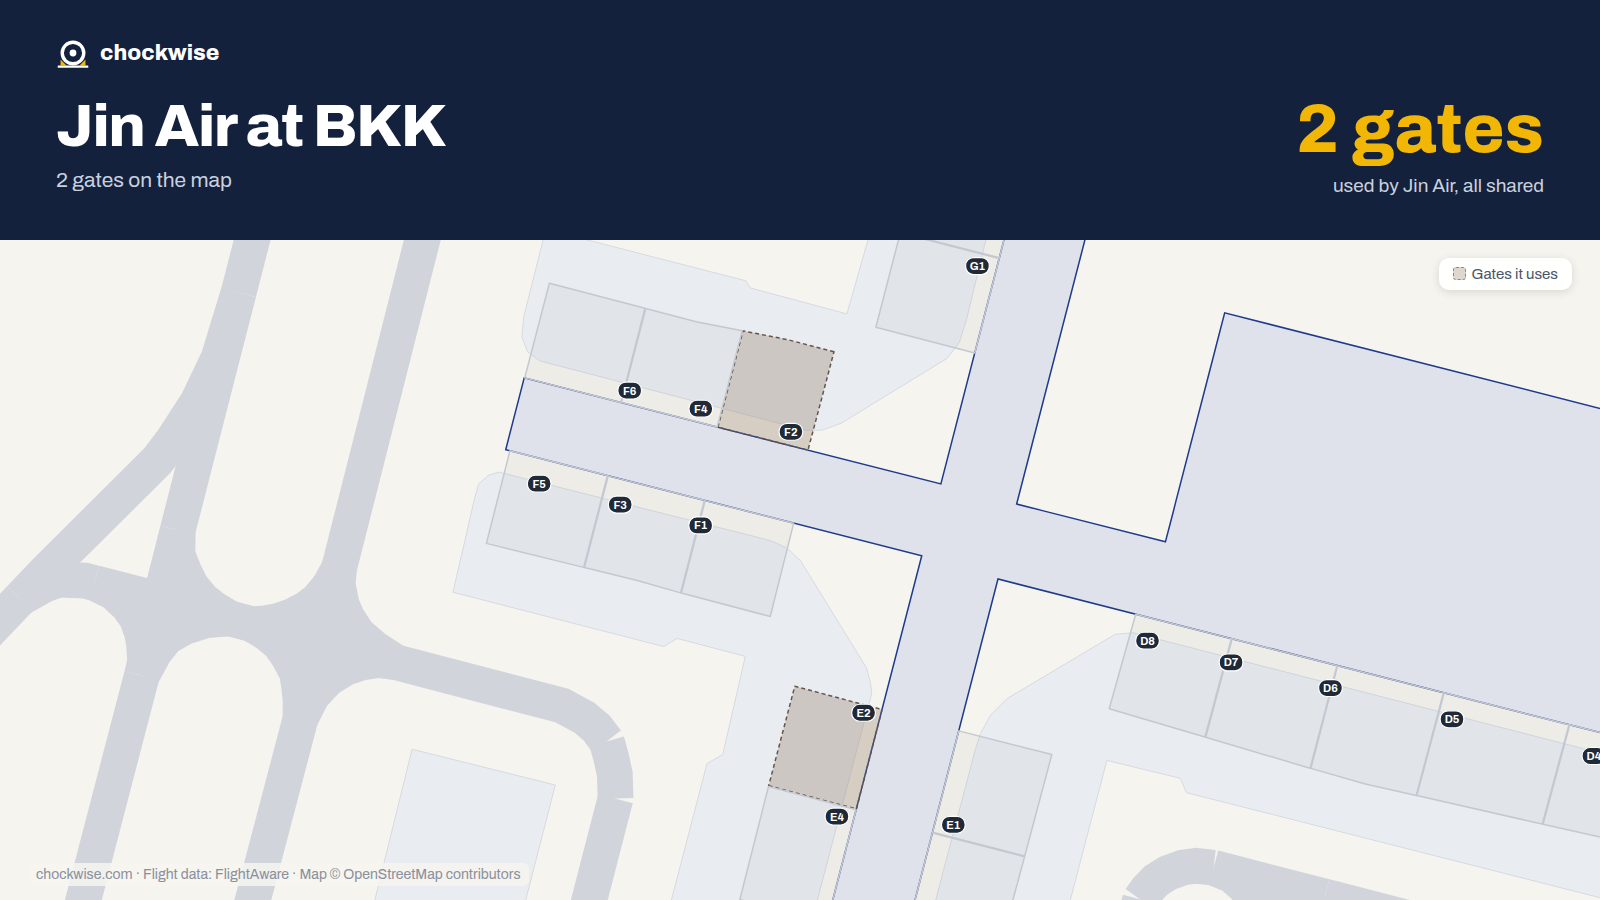 chockwise
Jin Air at BKK
2 gates on the map
2 gates
used by Jin Air, all shared
Gates it uses
G1
F6
F4
F2
F5
F3
F1
D8
D7
D6
D5
D4
E2
E4
E1
chockwise.com · Flight data: FlightAware · Map © OpenStreetMap contributors